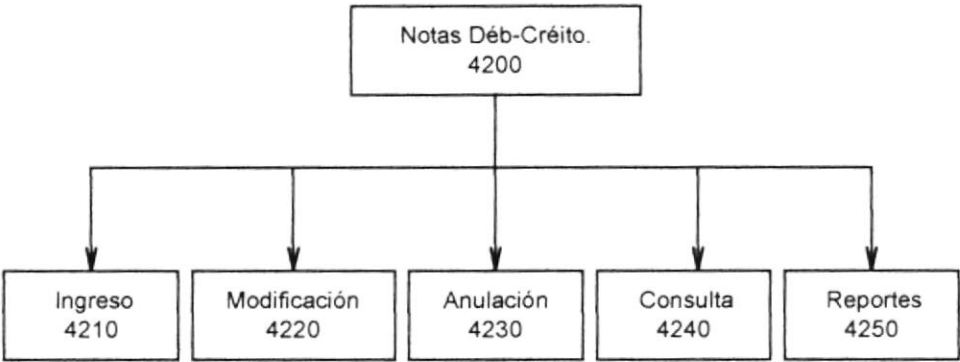 Notas Déb-Créito.
4200
Ingreso
4210
Modificación
4220
Anulación
4230
Consulta
4240
Reportes
4250